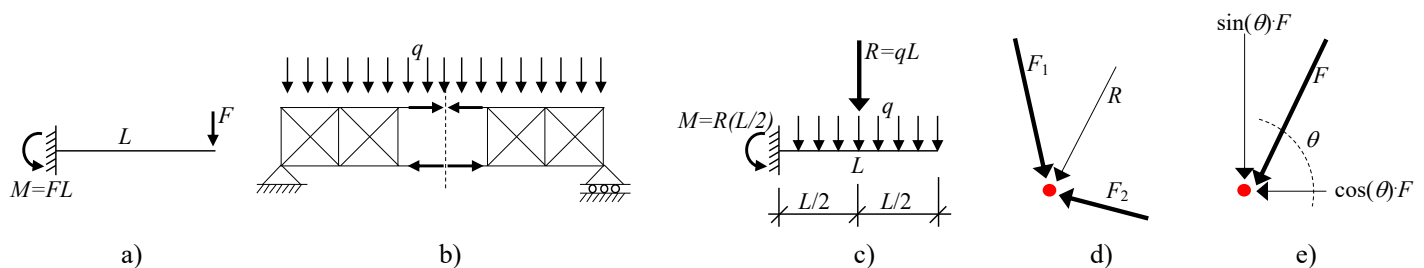 L
F
M=FL
a)
q
b)
R=qL
q
M=R(L/2)
L
L/2
L/2
c)
F₁
R
F₂
d)
sin(θ)·F
F
θ
cos(θ)·F
e)